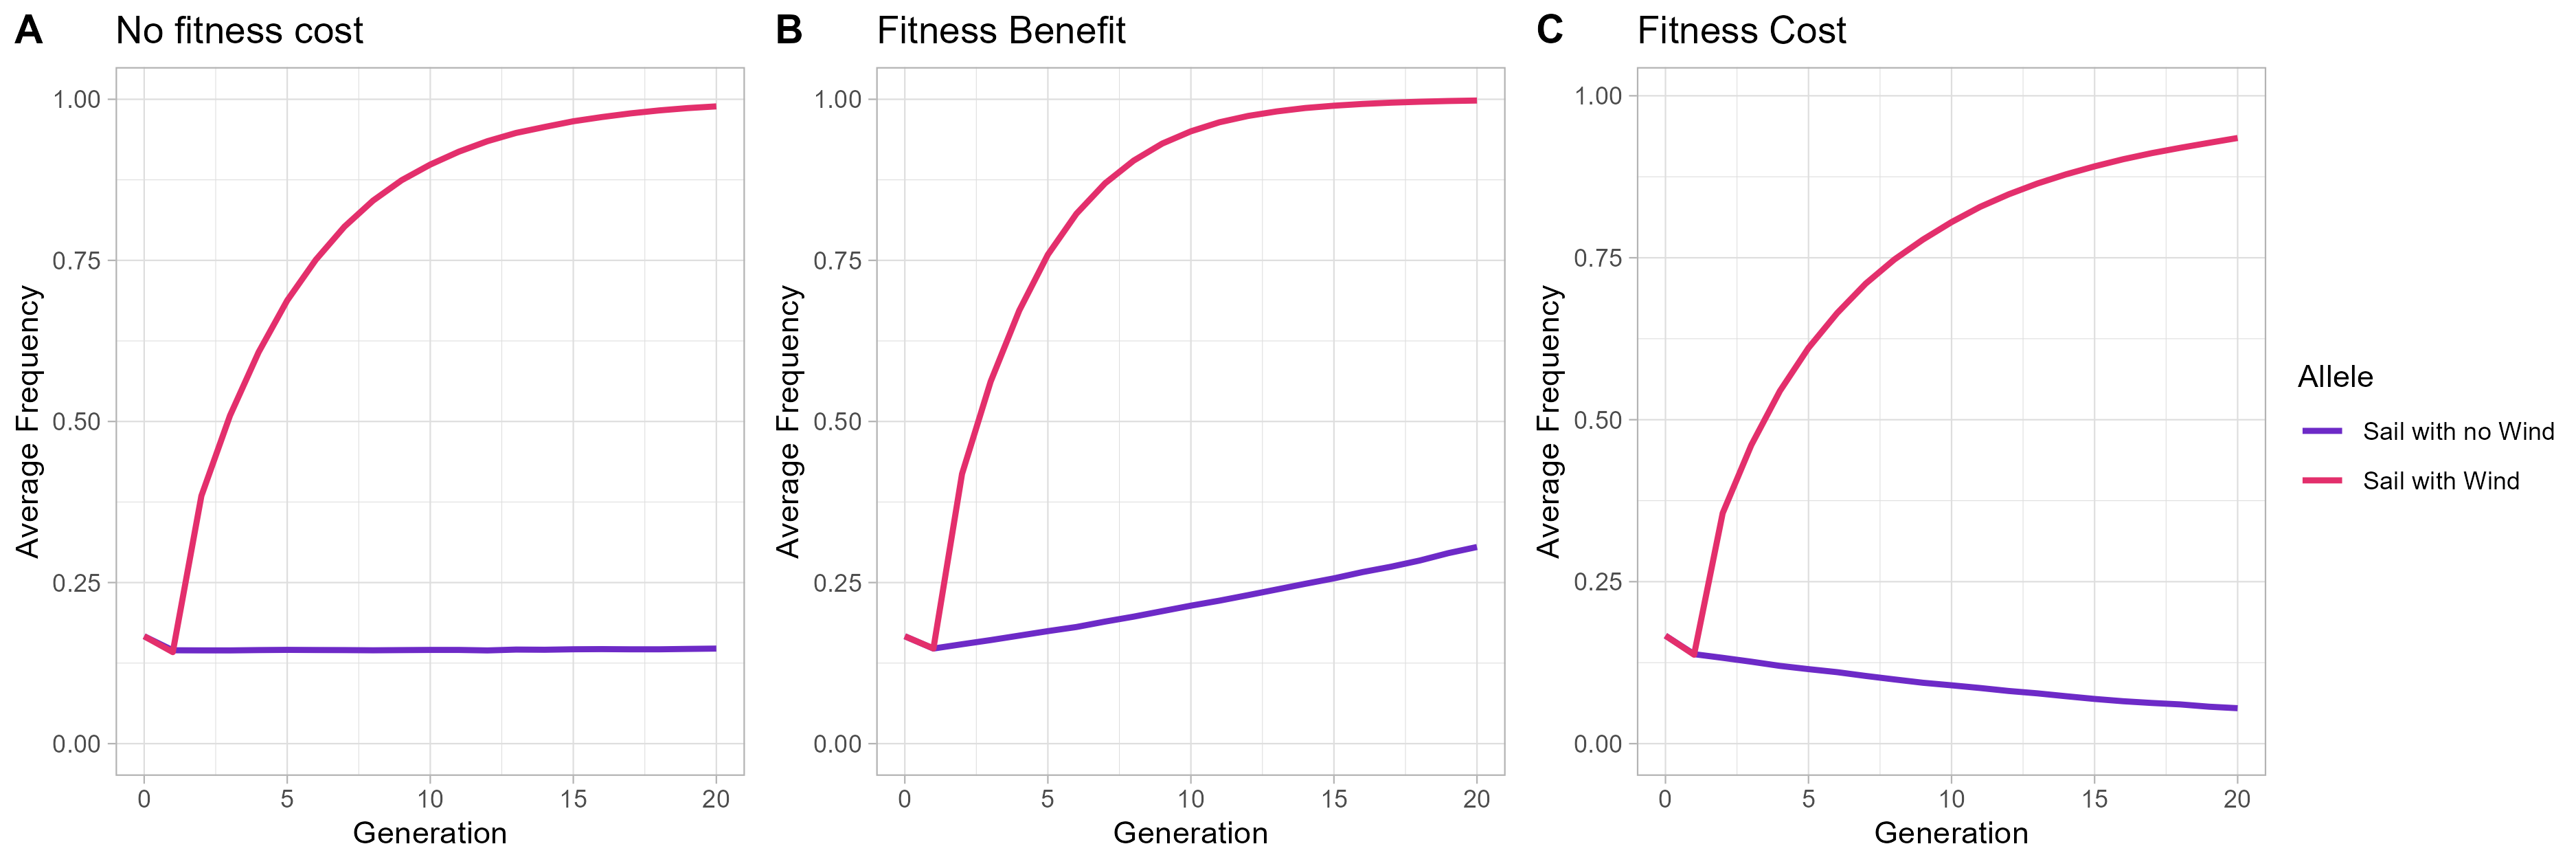 A No fitness cost
1.00
0.75
0.50
0.25
0.00
Average Frequency
0 5 10 15 20
Generation
B Fitness Benefit
1.00
0.75
0.50
0.25
0.00
Average Frequency
0 5 10 15 20
Generation
C Fitness Cost
1.00
0.75
0.50
0.25
0.00
Average Frequency
0 5 10 15 20
Generation
Allele
Sail with no Wind
Sail with Wind